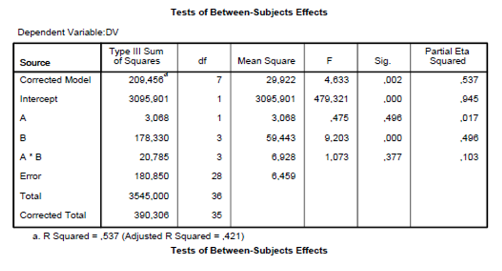 Tests of Between-Subjects Effects
Dependent Variable:DV
Source Type III Sum of Squares df Mean Square F Sig. Partial Eta Squared
Corrected Model 209,456a 7 29,922 4,633 ,002 ,537
Intercept 3095,901 1 3095,901 479,321 ,000 ,945
A 3,068 1 3,068 ,475 ,496 ,017
B 178,330 3 59,443 9,203 ,000 ,496
A * B 20,785 3 6,928 1,073 ,377 ,103
Error 180,850 28 6,459
Total 3545,000 36
Corrected Total 390,306 35
a. R Squared = ,537 (Adjusted R Squared = ,421)
Tests of Between-Subjects Effects